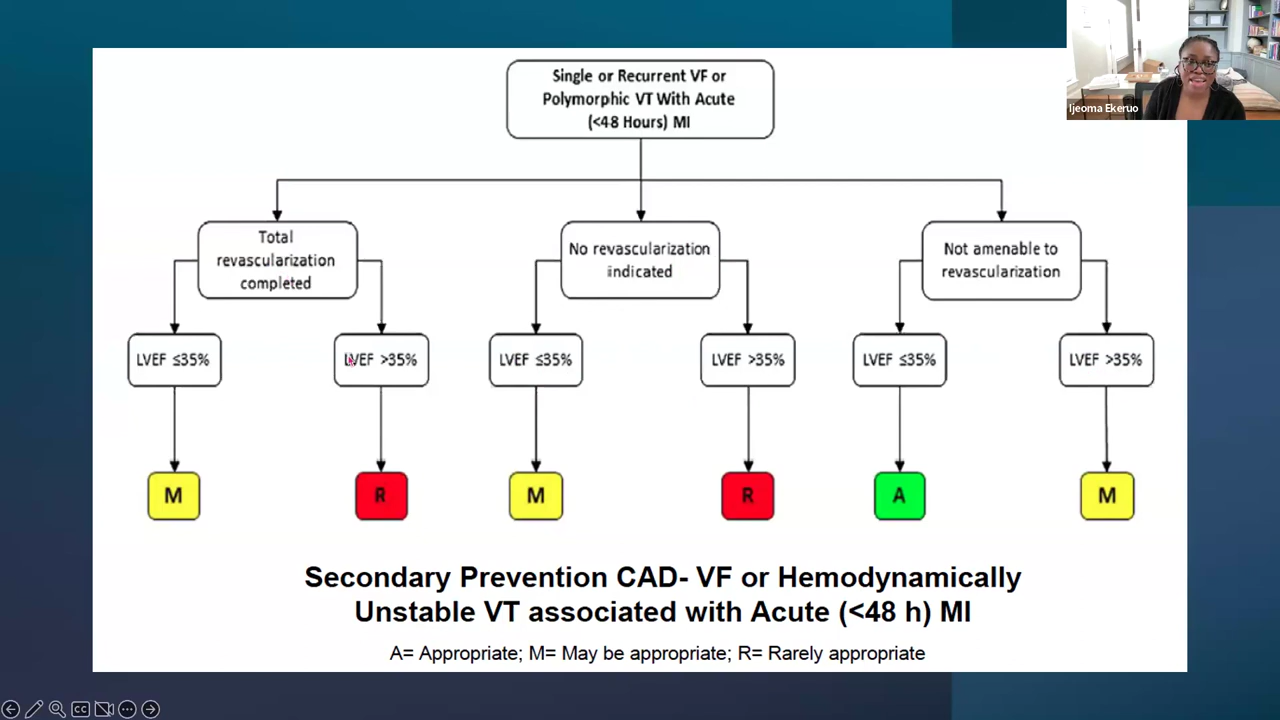 Ijeoma Ekeruo
Single or Recurrent VF or
Polymorphic VT With Acute
(<48 Hours) MI
Total
revascularization
completed
No revascularization
indicated
Not amenable to
revascularization
LVEF ≤35%
LVEF >35%
LVEF ≤35%
LVEF >35%
LVEF ≤35%
LVEF >35%
M
R
M
R
A
M
Secondary Prevention CAD- VF or Hemodynamically
Unstable VT associated with Acute (<48 h) MI
A= Appropriate; M= May be appropriate; R= Rarely appropriate
CC